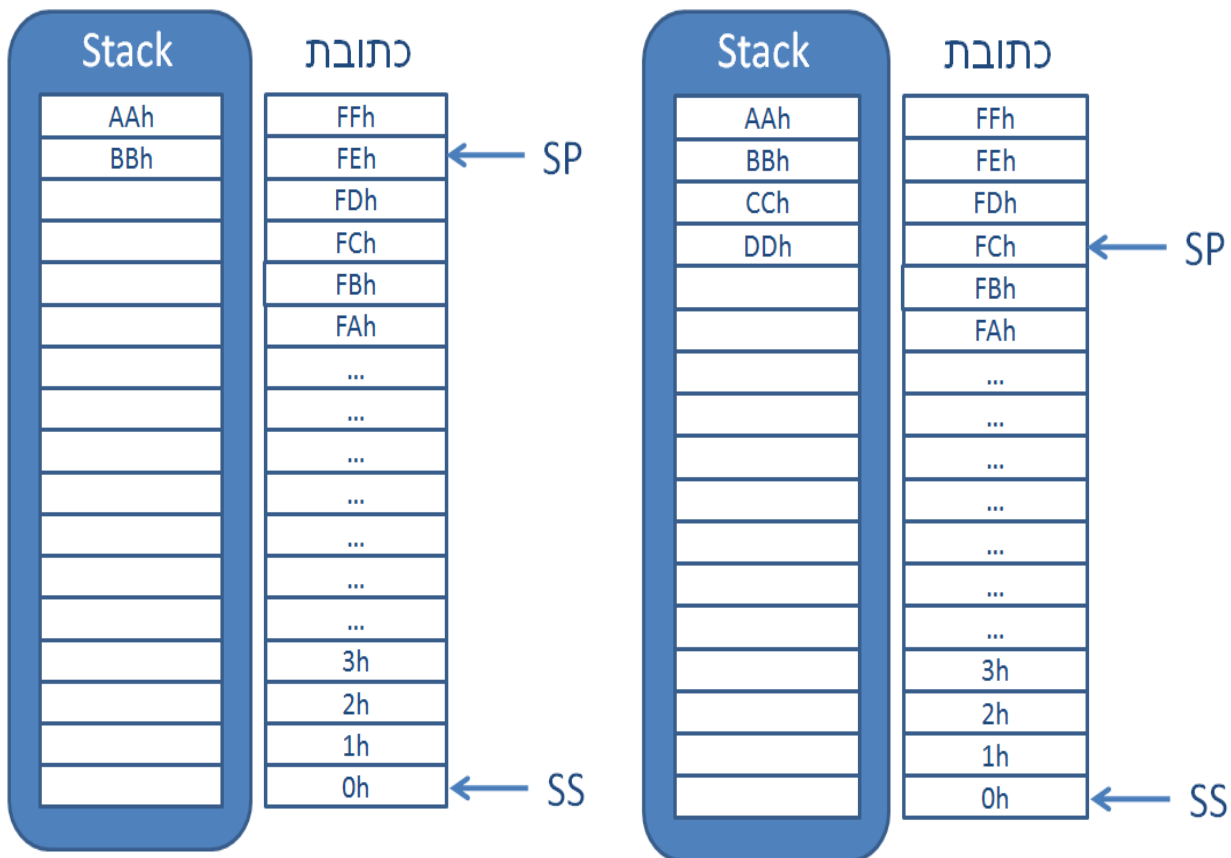 Stack כתובת
AAh FFh
BBh FEh SP
FDh
FCh
FBh
FAh
...
...
...
...
...
...
...
3h
2h
1h
0h SS
Stack כתובת
AAh FFh
BBh FEh
CCh FDh
DDh FCh SP
FBh
FAh
...
...
...
...
...
...
...
3h
2h
1h
0h SS